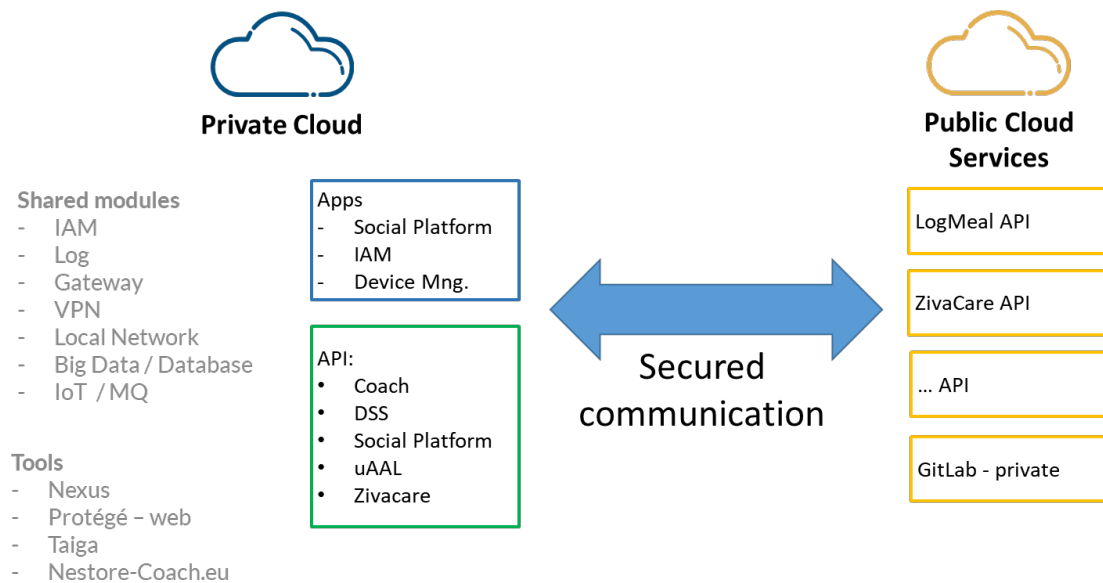 Private Cloud
Public Cloud
Services
Shared modules
- IAM
- Log
- Gateway
- VPN
- Local Network
- Big Data / Database
- IoT / MQ
Tools
- Nexus
- Protégé – web
- Taiga
- Nestore-Coach.eu
Apps
- Social Platform
- IAM
- Device Mng.
API:
• Coach
• DSS
• Social Platform
• uAAL
• Zivacare
Secured
communication
LogMeal API
ZivaCare API
... API
GitLab - private